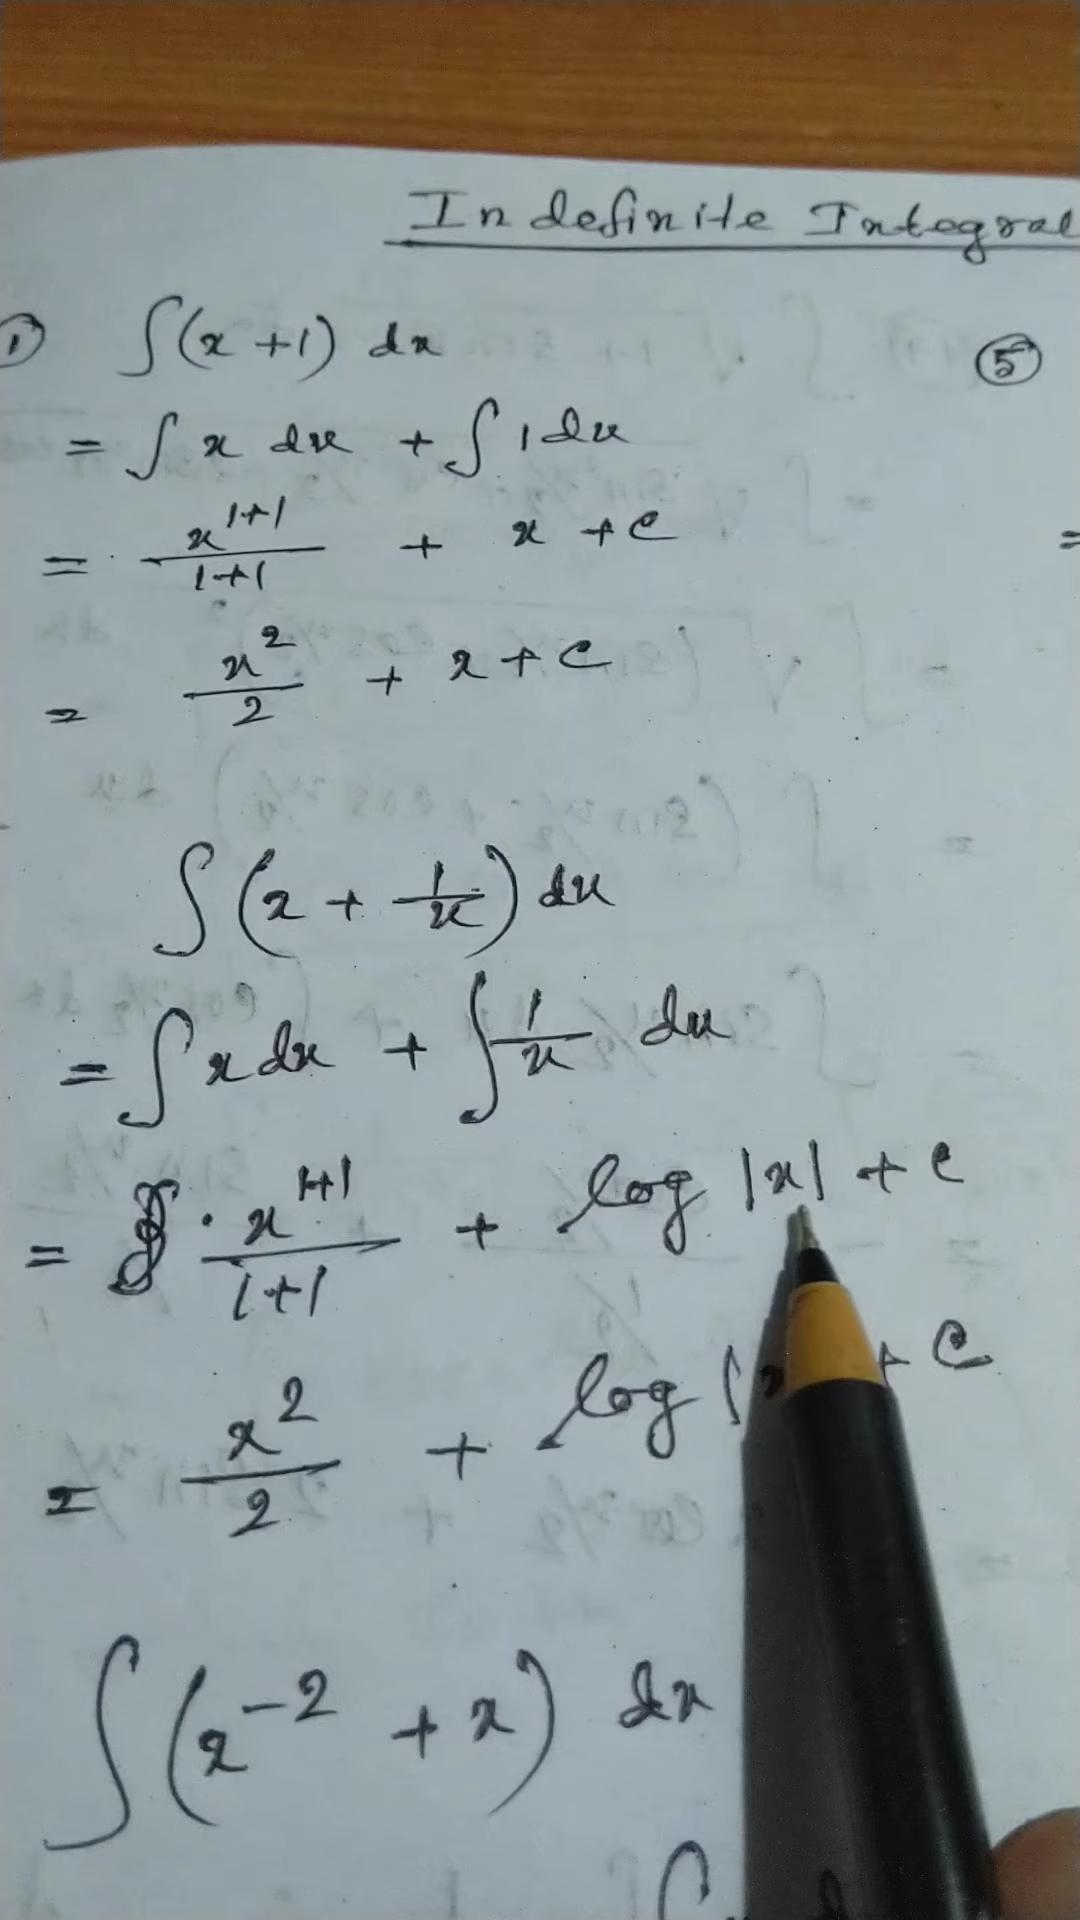 Indefinite Integral
① ∫(x+1) dx
⑤
= ∫ x dx + ∫ 1 dx
= x^(1+1)/(1+1) + x + c
=
= x²/2 + x + c
∫(x + 1/x) dx
= ∫ x dx + ∫ 1/x dx
= x^(1+1)/(1+1) + log |x| + c
= x²/2 + log | + c
∫(x⁻² + x) dx
∫